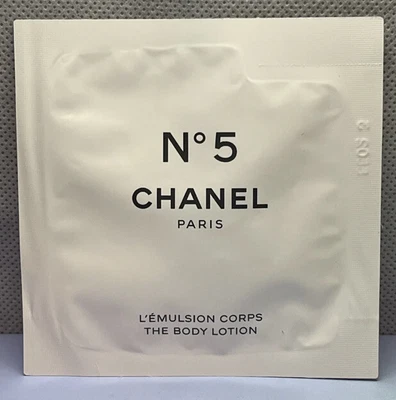 N°5
CHANEL
PARIS
L'ÉMULSION CORPS
THE BODY LOTION